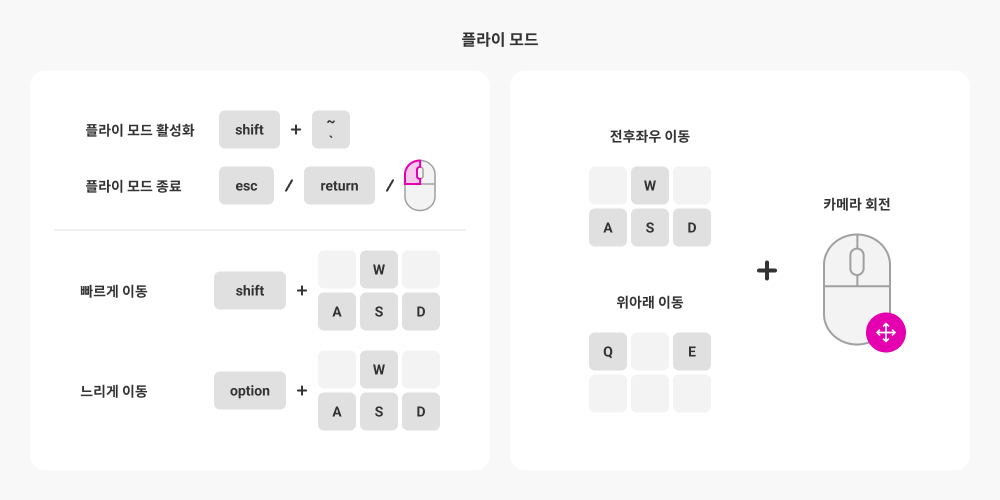 플라이 모드
플라이 모드 활성화 shift + ~ `
플라이 모드 종료 esc / return /
빠르게 이동 shift + W
A S D
느리게 이동 option + W
A S D
전후좌우 이동
W
A S D
위아래 이동
Q E
+
카메라 회전